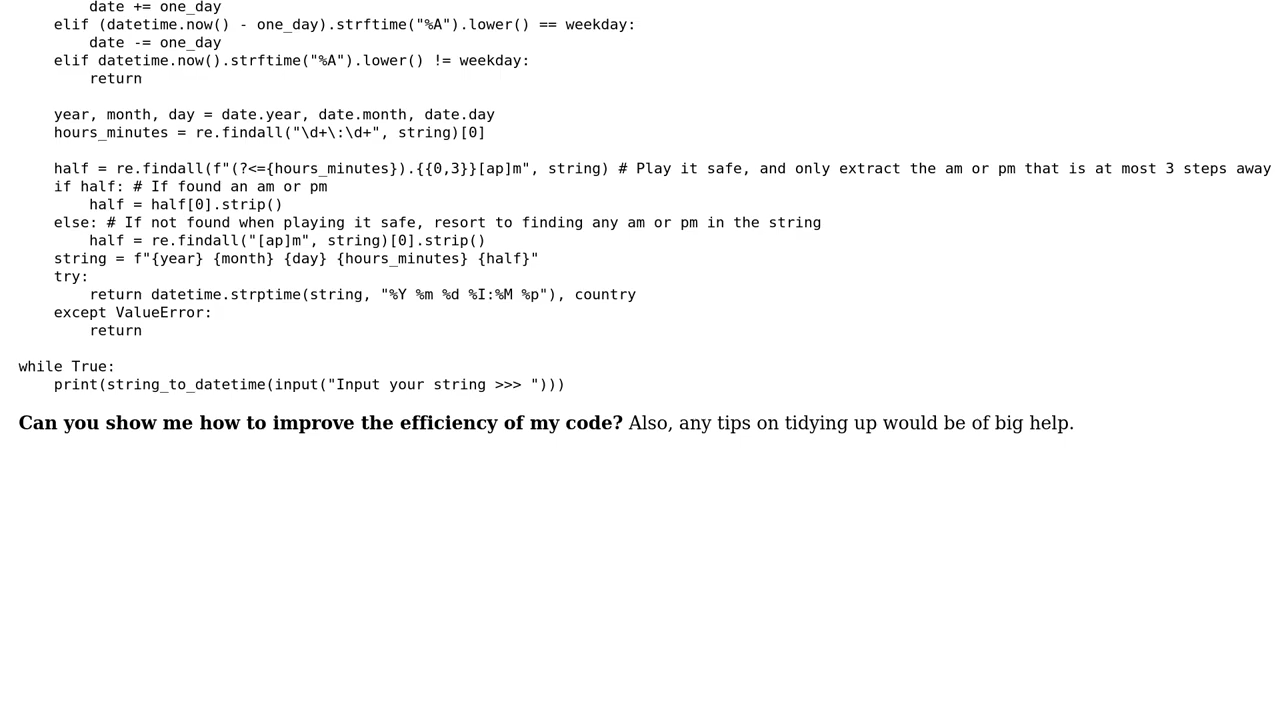 date += one_day
    elif (datetime.now() - one_day).strftime("%A").lower() == weekday:
        date -= one_day
    elif datetime.now().strftime("%A").lower() != weekday:
        return

    year, month, day = date.year, date.month, date.day
    hours_minutes = re.findall("\d+\:\d+", string)[0]

    half = re.findall(f"(?<={hours_minutes}).{{0,3}}[ap]m", string) # Play it safe, and only extract the am or pm that is at most 3 steps away
    if half: # If found an am or pm
        half = half[0].strip()
    else: # If not found when playing it safe, resort to finding any am or pm in the string
        half = re.findall("[ap]m", string)[0].strip()
    string = f"{year} {month} {day} {hours_minutes} {half}"
    try:
        return datetime.strptime(string, "%Y %m %d %I:%M %p"), country
    except ValueError:
        return

while True:
    print(string_to_datetime(input("Input your string >>> ")))
Can you show me how to improve the efficiency of my code? Also, any tips on tidying up would be of big help.